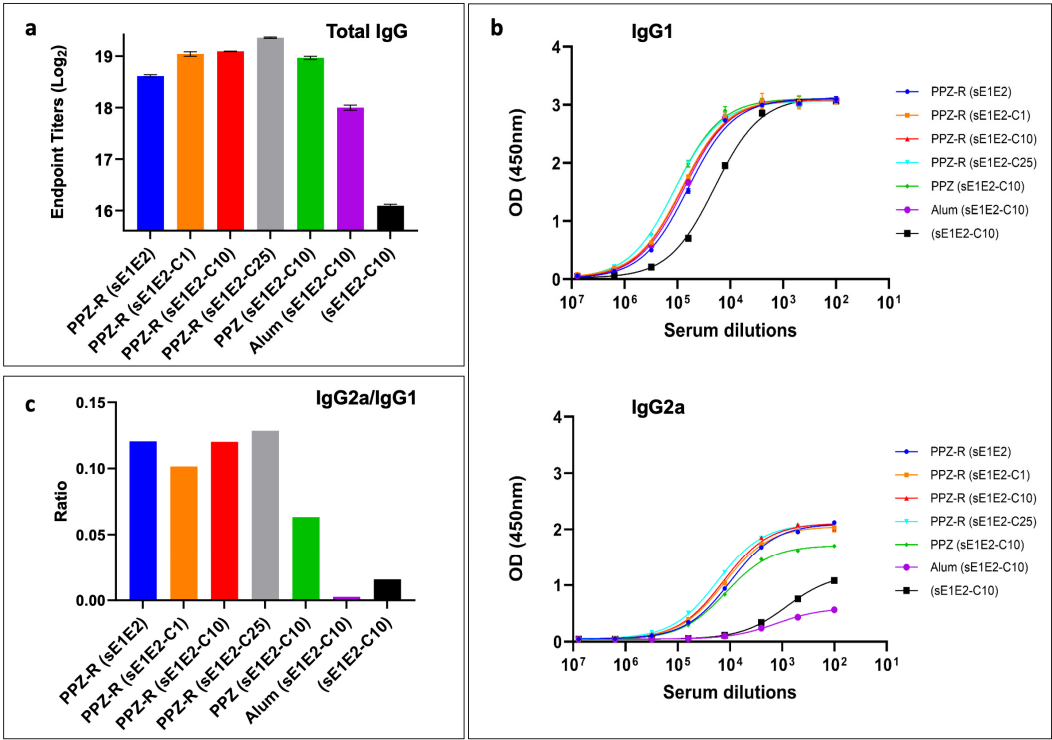 a
Total IgG
Endpoint Titers (Log2)
19
18
17
16
PPZ-R (sE1E2)
PPZ-R (sE1E2-C1)
PPZ-R (sE1E2-C10)
PPZ-R (sE1E2-C25)
PPZ (sE1E2-C10)
Alum (sE1E2-C10)
(sE1E2-C10)
b
IgG1
OD (450nm)
4
3
2
1
0
10^7 10^6 10^5 10^4 10^3 10^2 10^1
Serum dilutions
PPZ-R (sE1E2)
PPZ-R (sE1E2-C1)
PPZ-R (sE1E2-C10)
PPZ-R (sE1E2-C25)
PPZ (sE1E2-C10)
Alum (sE1E2-C10)
(sE1E2-C10)
IgG2a
OD (450nm)
4
3
2
1
0
10^7 10^6 10^5 10^4 10^3 10^2 10^1
Serum dilutions
PPZ-R (sE1E2)
PPZ-R (sE1E2-C1)
PPZ-R (sE1E2-C10)
PPZ-R (sE1E2-C25)
PPZ (sE1E2-C10)
Alum (sE1E2-C10)
(sE1E2-C10)
c
IgG2a/IgG1
Ratio
0.15
0.10
0.05
0.00
PPZ-R (sE1E2)
PPZ-R (sE1E2-C1)
PPZ-R (sE1E2-C10)
PPZ-R (sE1E2-C25)
PPZ (sE1E2-C10)
Alum (sE1E2-C10)
(sE1E2-C10)